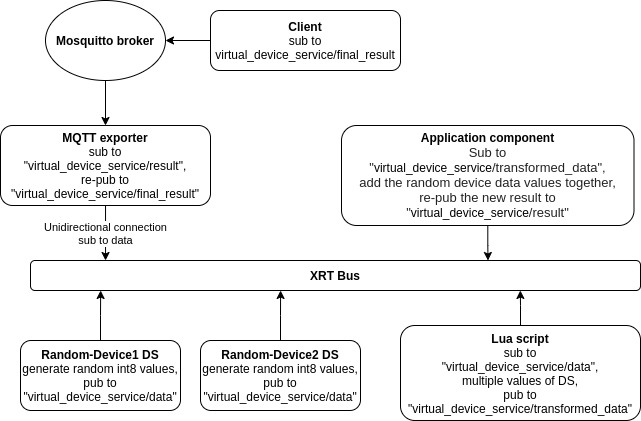 Mosquitto broker
Client
sub to
virtual_device_service/final_result
MQTT exporter
sub to
"virtual_device_service/result",
re-pub to
"virtual_device_service/final_result"
Application component
Sub to
"virtual_device_service/transformed_data",
add the random device data values together,
re-pub the new result to
"virtual_device_service/result"
Unidirectional connection
sub to data
XRT Bus
Random-Device1 DS
generate random int8 values,
pub to
"virtual_device_service/data"
Random-Device2 DS
generate random int8 values,
pub to
"virtual_device_service/data"
Lua script
sub to
"virtual_device_service/data",
multiple values of DS,
pub to
"virtual_device_service/transformed_data"